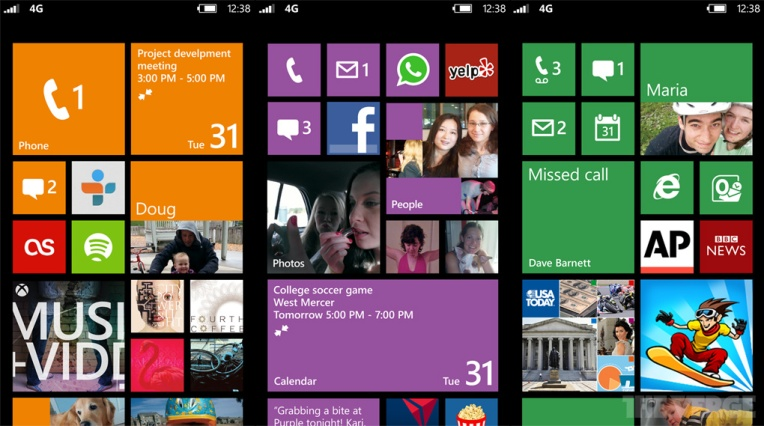 4G
12:38
1
Phone
Project develpment
meeting
3:00 PM - 5:00 PM
Tue 31
2
Doug
as
MUSI
+VIDE
FOURTH
COFFEE
4G
12:38
1
yelp
3
f
People
Photos
College soccer game
West Mercer
Tomorrow 5:00 PM - 7:00 PM
Calendar
Tue 31
"Grabbing a bite at
Purple tonight! Kari,
4G
12:38
3
1
Maria
2
31
Missed call
Dave Barnett
AP
BBC
NEWS
USA
TODAY
THE VERGE